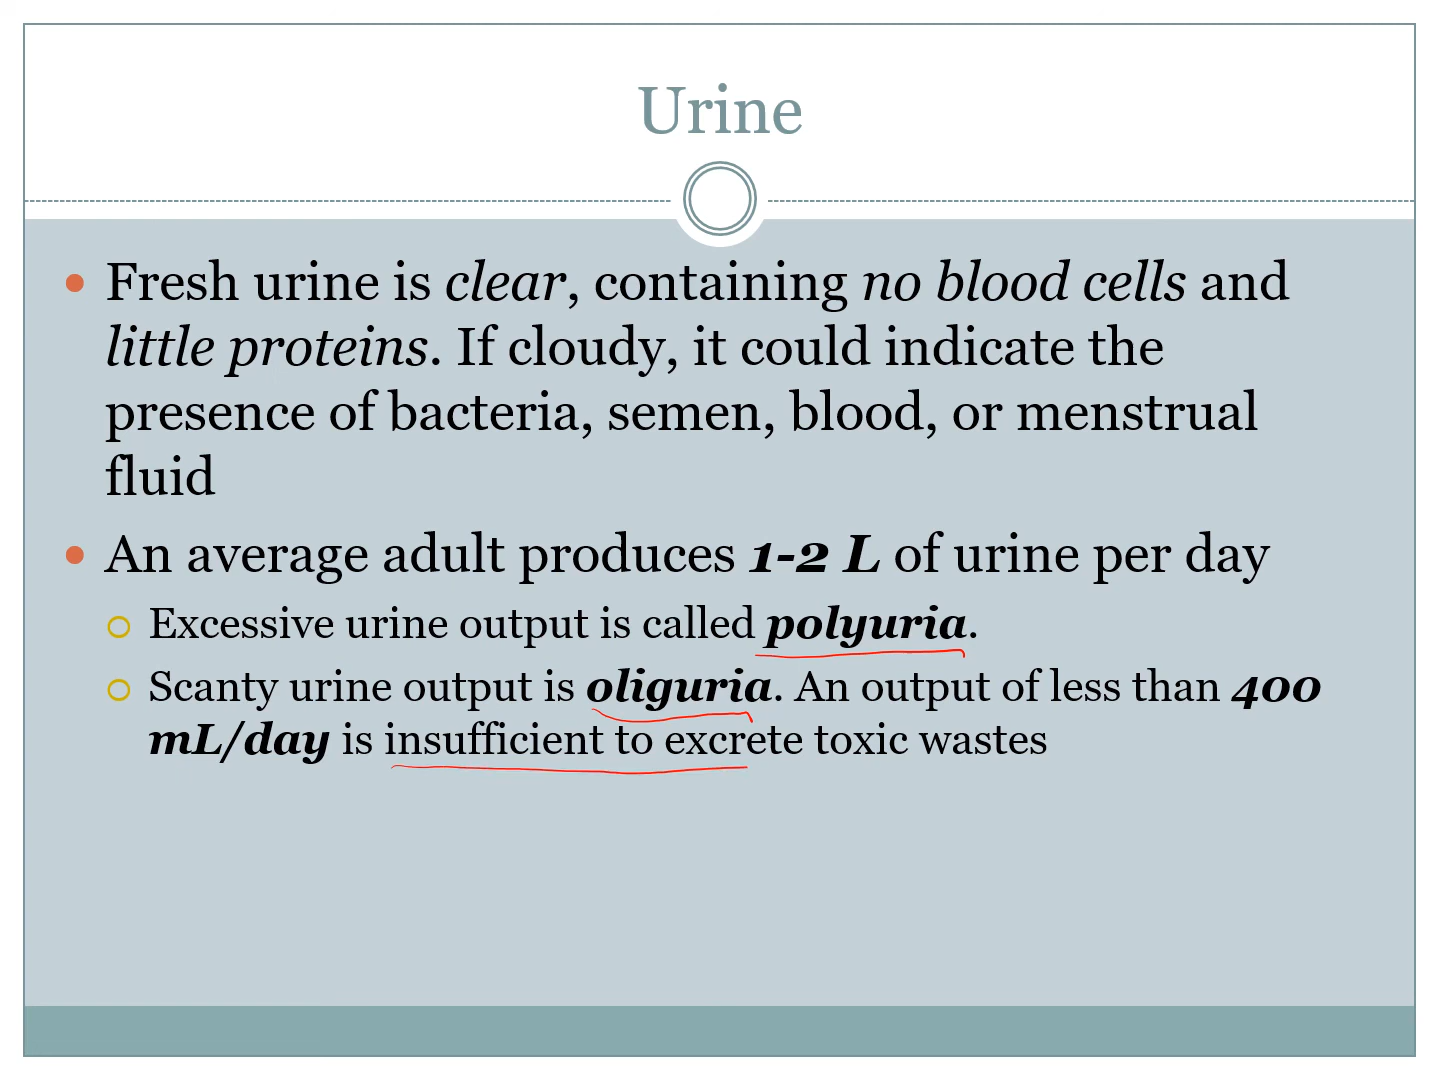 Urine
• Fresh urine is clear, containing no blood cells and
little proteins. If cloudy, it could indicate the
presence of bacteria, semen, blood, or menstrual
fluid
• An average adult produces 1-2 L of urine per day
○ Excessive urine output is called polyuria.
○ Scanty urine output is oliguria. An output of less than 400
mL/day is insufficient to excrete toxic wastes